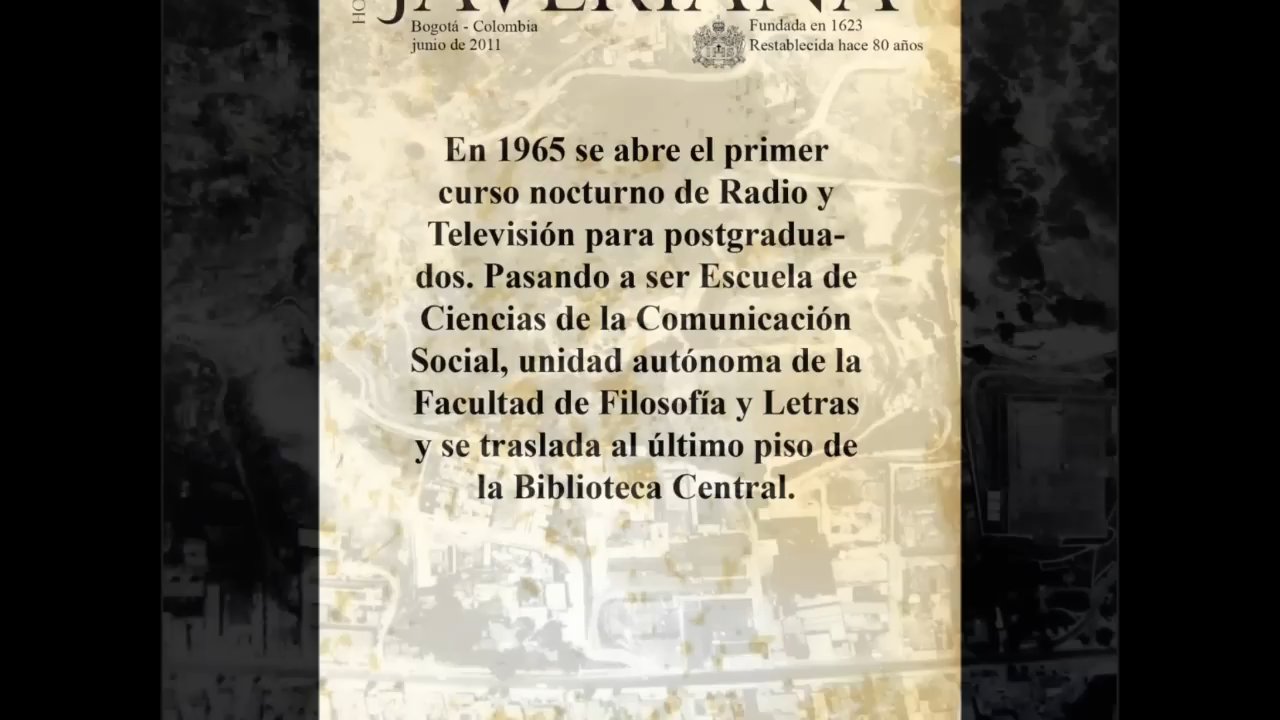 HO
JAVERIANA
Bogotá - Colombia
junio de 2011
Fundada en 1623
Restablecida hace 80 años
En 1965 se abre el primer
curso nocturno de Radio y
Televisión para postgradua-
dos. Pasando a ser Escuela de
Ciencias de la Comunicación
Social, unidad autónoma de la
Facultad de Filosofía y Letras
y se traslada al último piso de
la Biblioteca Central.